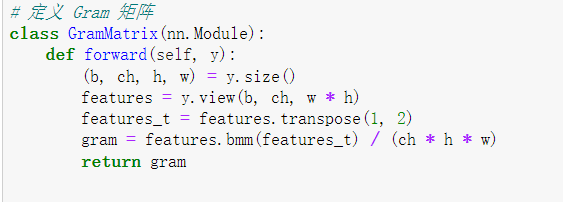 # 定义 Gram 矩阵
class GramMatrix(nn.Module):
    def forward(self, y):
        (b, ch, h, w) = y.size()
        features = y.view(b, ch, w * h)
        features_t = features.transpose(1, 2)
        gram = features.bmm(features_t) / (ch * h * w)
        return gram